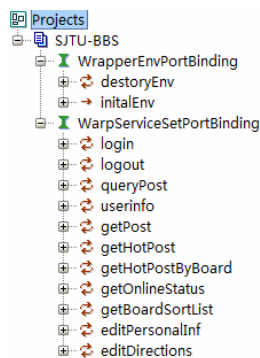 Projects
SJTU-BBS
WrapperEnvPortBinding
destoryEnv
initalEnv
WarpServiceSetPortBinding
login
logout
queryPost
userinfo
getPost
getHotPost
getHotPostByBoard
getOnlineStatus
getBoardSortList
editPersonalInf
editDirections